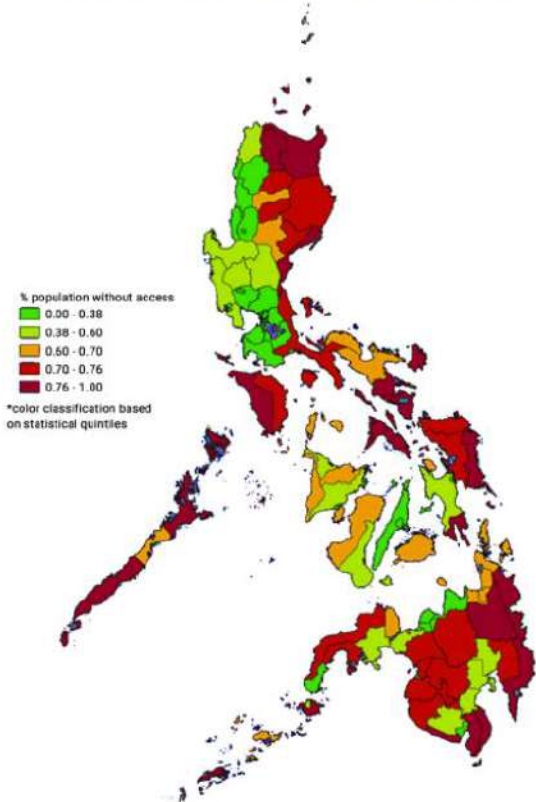 % population without access
0.00 - 0.38
0.38 - 0.60
0.60 - 0.70
0.70 - 0.76
0.76 - 1.00
*color classification based
on statistical quintiles